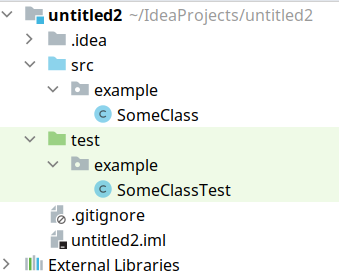 untitled2 ~/IdeaProjects/untitled2
.idea
src
example
C SomeClass
test
example
C SomeClassTest
.gitignore
untitled2.iml
External Libraries